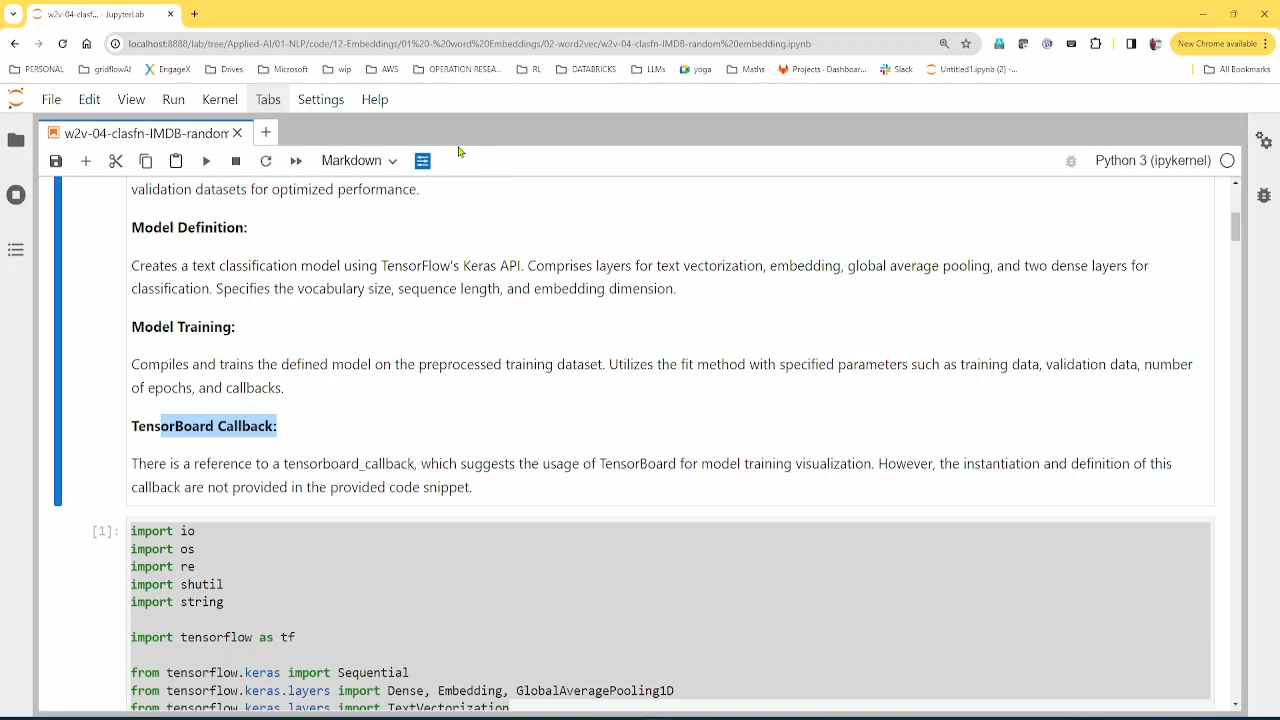 w2v-04-clasf... - JupyterLab
localhost:8888/lab/tree/Applied-AI/01-NLP/code/12_Embeddings/01%20-%20word%20Embeddings/02-word2vec/w2v-04-clasfn-IMDB-random%20embedding.ipynb
New Chrome available
PERSONAL gridflowAI EngageX Drives Microsoft wip AWS OPERATION RESEA... RL DATABRICKS LLMs yoga Maths Projects · Dashboar... Slack Untitled1.ipynb (2) -... All Bookmarks
File Edit View Run Kernel Tabs Settings Help
w2v-04-clasfn-IMDB-random
Markdown
Python 3 (ipykernel)
validation datasets for optimized performance.
Model Definition:
Creates a text classification model using TensorFlow's Keras API. Comprises layers for text vectorization, embedding, global average pooling, and two dense layers for
classification. Specifies the vocabulary size, sequence length, and embedding dimension.
Model Training:
Compiles and trains the defined model on the preprocessed training dataset. Utilizes the fit method with specified parameters such as training data, validation data, number
of epochs, and callbacks.
TensorBoard Callback:
There is a reference to a tensorboard_callback, which suggests the usage of TensorBoard for model training visualization. However, the instantiation and definition of this
callback are not provided in the provided code snippet.
[1]:
import io
import os
import re
import shutil
import string
import tensorflow as tf
from tensorflow.keras import Sequential
from tensorflow.keras.layers import Dense, Embedding, GlobalAveragePooling1D
from tensorflow.keras.layers import TextVectorization